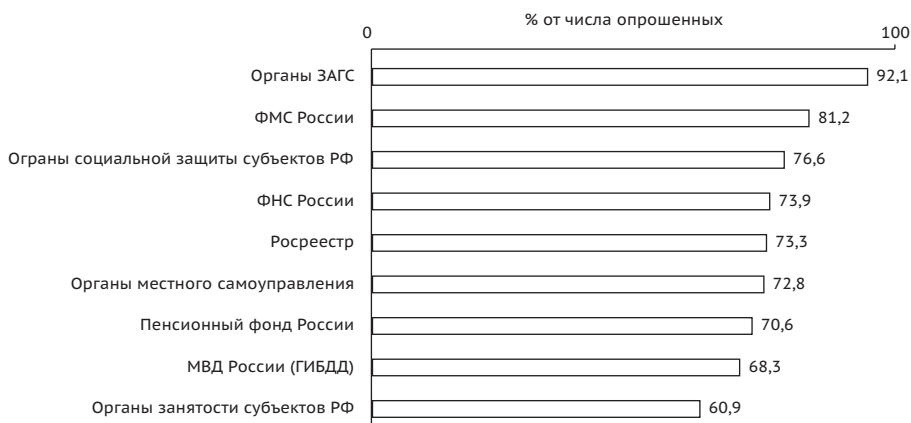 % от числа опрошенных
0 100
Органы ЗАГС 92,1
ФМС России 81,2
Ограны социальной защиты субъектов РФ 76,6
ФНС России 73,9
Росреестр 73,3
Органы местного самоуправления 72,8
Пенсионный фонд России 70,6
МВД России (ГИБДД) 68,3
Органы занятости субъектов РФ 60,9